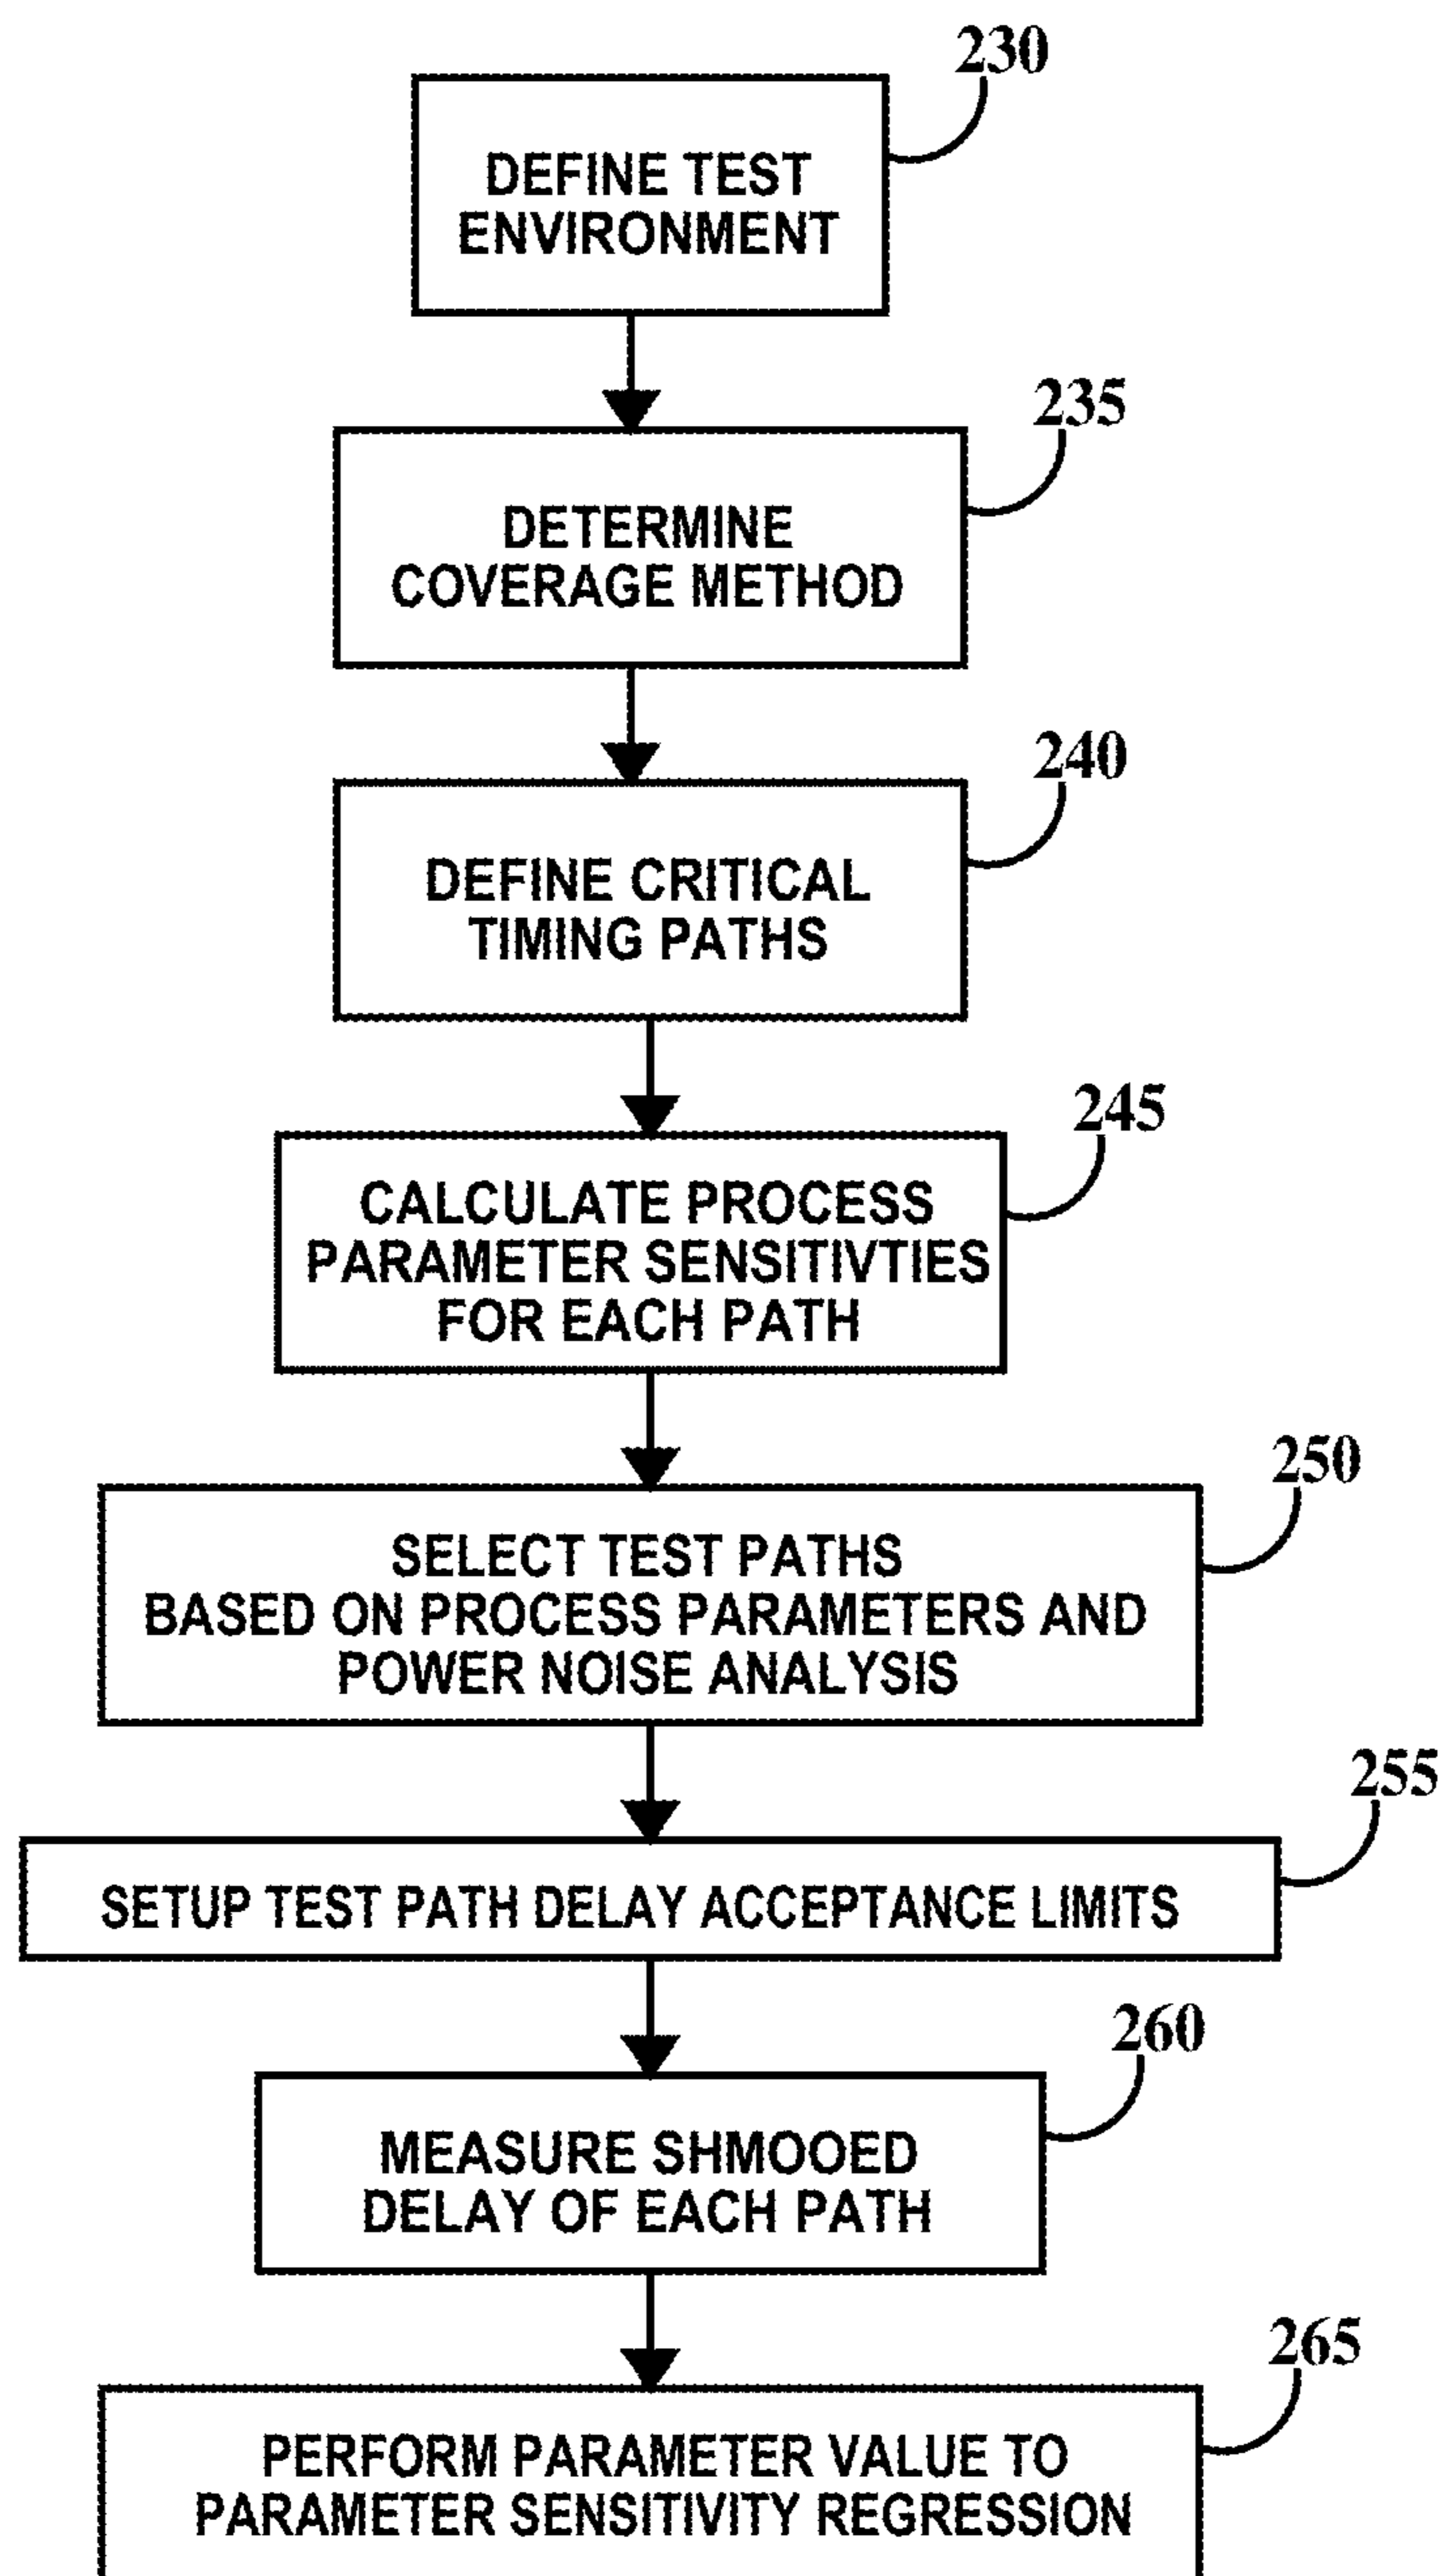 230
DEFINE TEST
ENVIRONMENT
235
DETERMINE
COVERAGE METHOD
240
DEFINE CRITICAL
TIMING PATHS
245
CALCULATE PROCESS
PARAMETER SENSITIVTIES
FOR EACH PATH
250
SELECT TEST PATHS
BASED ON PROCESS PARAMETERS AND
POWER NOISE ANALYSIS
255
SETUP TEST PATH DELAY ACCEPTANCE LIMITS
260
MEASURE SHMOOED
DELAY OF EACH PATH
265
PERFORM PARAMETER VALUE TO
PARAMETER SENSITIVITY REGRESSION